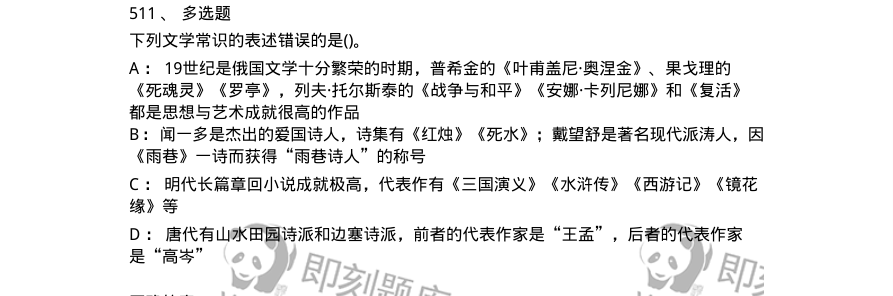 511 、 多选题
下列文学常识的表述错误的是()。
A ： 19世纪是俄国文学十分繁荣的时期，普希金的《叶甫盖尼·奥涅金》、果戈理的
《死魂灵》《罗亭》，列夫·托尔斯泰的《战争与和平》《安娜·卡列尼娜》和《复活》
都是思想与艺术成就很高的作品
B ：闻一多是杰出的爱国诗人，诗集有《红烛》《死水》；戴望舒是著名现代派涛人，因
《雨巷》一诗而获得“雨巷诗人”的称号
C ： 明代长篇章回小说成就极高，代表作有《三国演义》《水浒传》《西游记》《镜花
缘》等
D ： 唐代有山水田园诗派和边塞诗派，前者的代表作家是“王孟”，后者的代表作家
是“高岑”
即刻题库
即刻